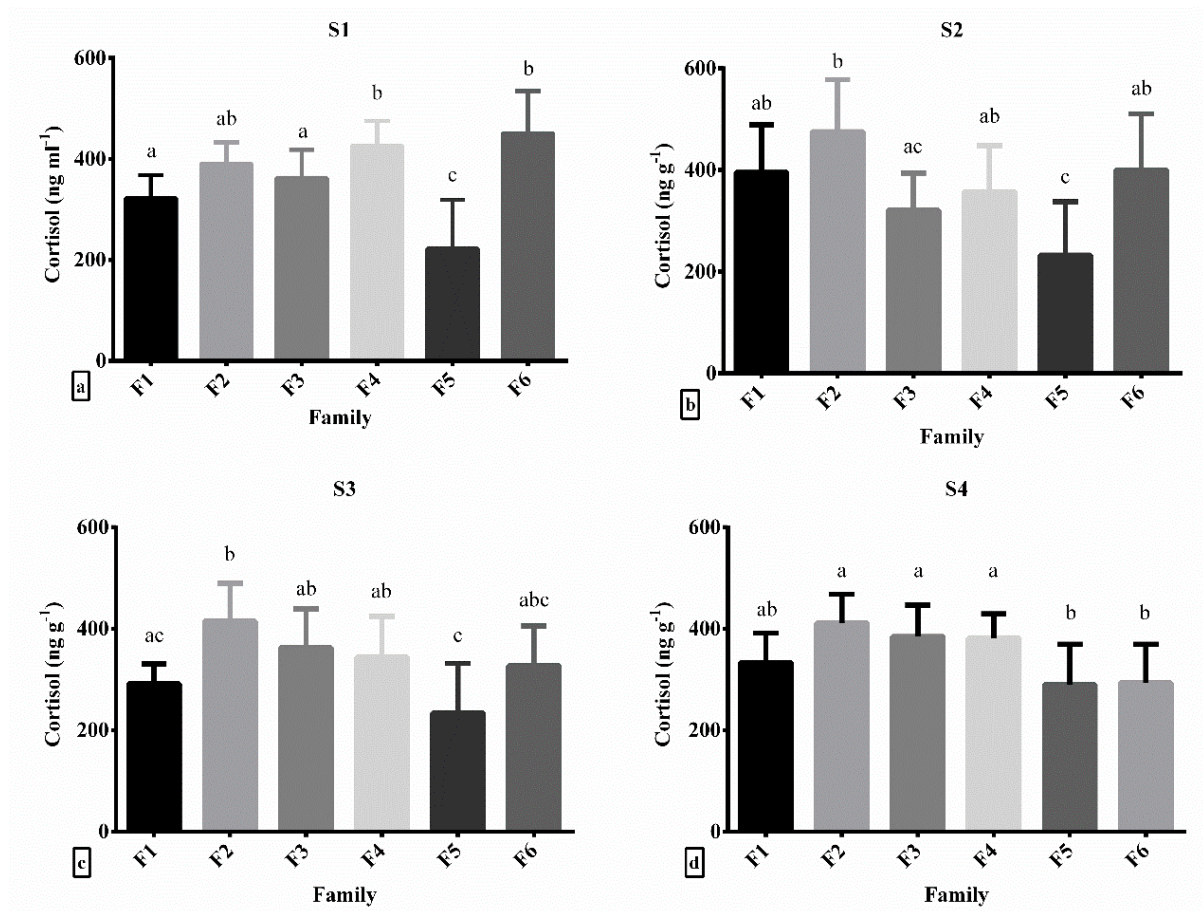 S1
600
400
200
0
Cortisol (ng ml⁻¹)
a
ab
a
b
c
b
F1
F2
F3
F4
F5
F6
Family
a
S2
600
400
200
0
Cortisol (ng g⁻¹)
ab
b
ac
ab
c
ab
F1
F2
F3
F4
F5
F6
Family
b
S3
600
400
200
0
Cortisol (ng g⁻¹)
ac
b
ab
ab
c
abc
F1
F2
F3
F4
F5
F6
Family
c
S4
600
400
200
0
Cortisol (ng g⁻¹)
ab
a
a
a
b
b
F1
F2
F3
F4
F5
F6
Family
d